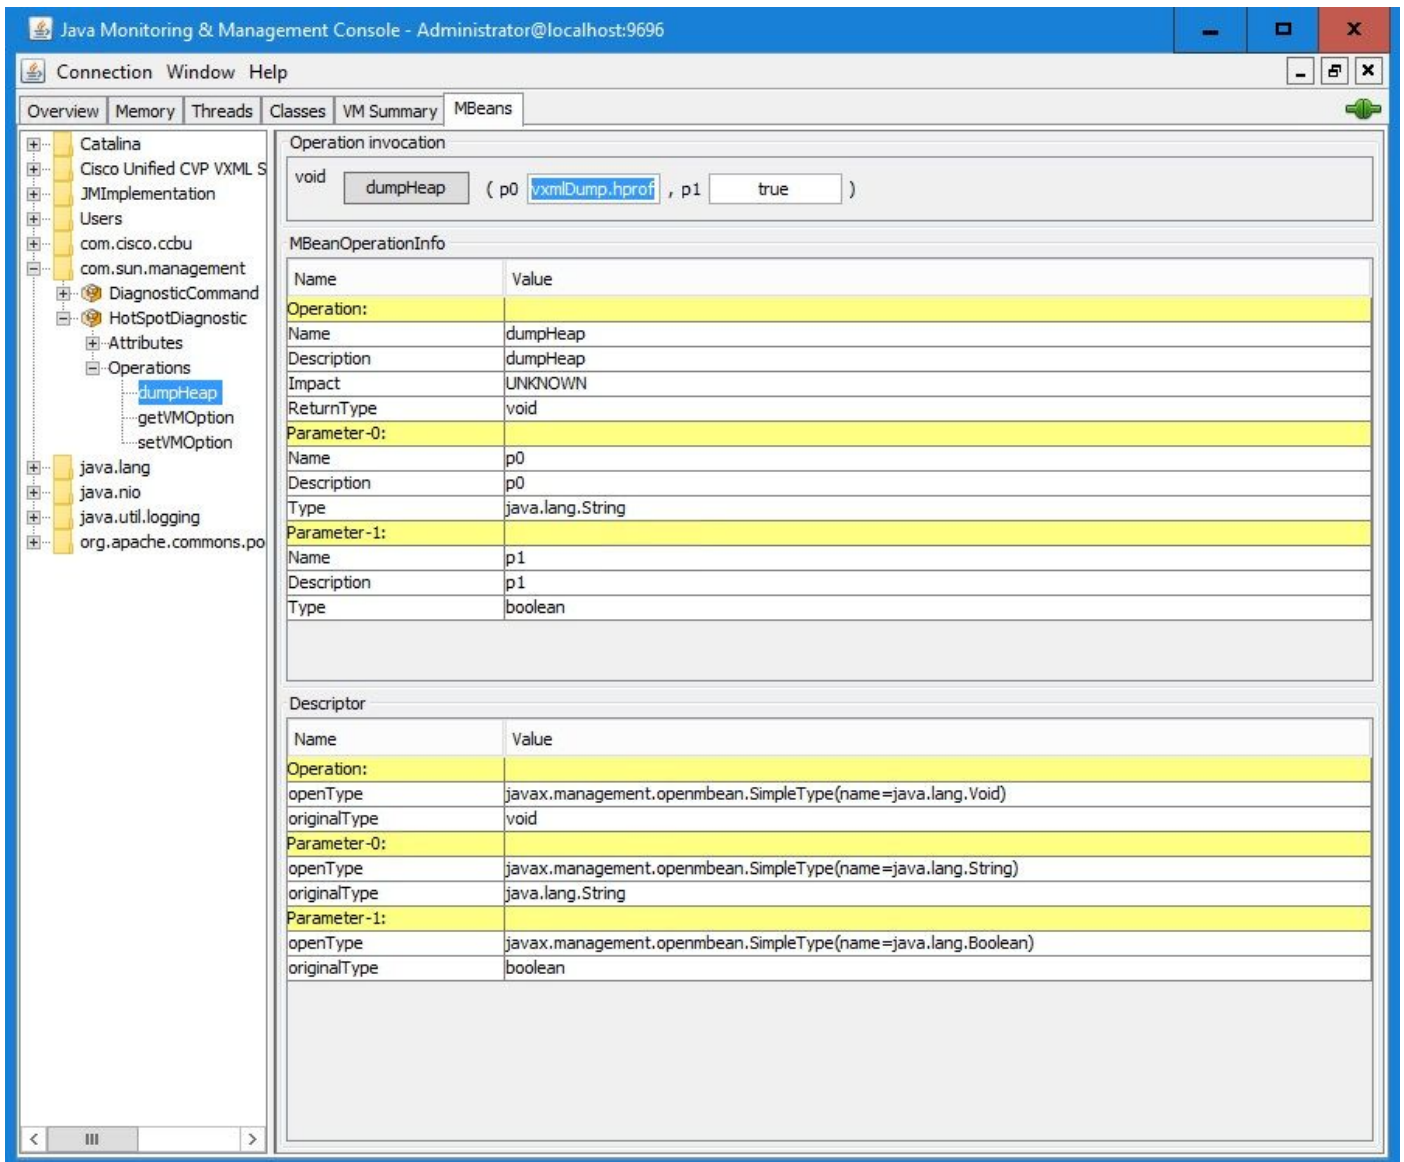 Java Monitoring & Management Console - Administrator@localhost:9696
Connection Window Help
Overview Memory Threads Classes VM Summary MBeans
Catalina
Cisco Unified CVP VXML S
JMImplementation
Users
com.cisco.ccbu
com.sun.management
DiagnosticCommand
HotSpotDiagnostic
Attributes
Operations
dumpHeap
getVMOption
setVMOption
java.lang
java.nio
java.util.logging
org.apache.commons.po
Operation invocation
void dumpHeap ( p0 vxmlDump.hprof , p1 true )
MBeanOperationInfo
Name Value
Operation:
Name dumpHeap
Description dumpHeap
Impact UNKNOWN
ReturnType void
Parameter-0:
Name p0
Description p0
Type java.lang.String
Parameter-1:
Name p1
Description p1
Type boolean
Descriptor
Name Value
Operation:
openType javax.management.openmbean.SimpleType(name=java.lang.Void)
originalType void
Parameter-0:
openType javax.management.openmbean.SimpleType(name=java.lang.String)
originalType java.lang.String
Parameter-1:
openType javax.management.openmbean.SimpleType(name=java.lang.Boolean)
originalType boolean